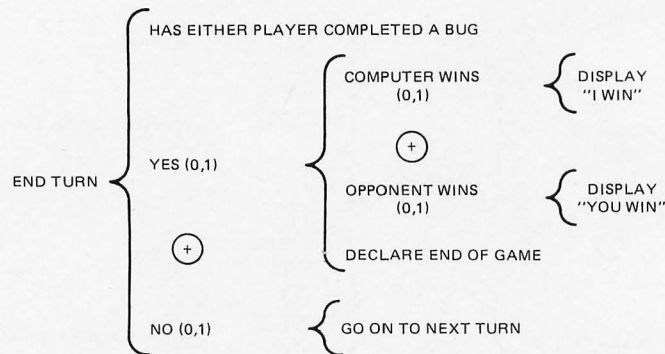 HAS EITHER PLAYER COMPLETED A BUG
COMPUTER WINS
(0,1)
DISPLAY
"I WIN"
+
YES (0,1)
END TURN
OPPONENT WINS
(0,1)
DISPLAY
"YOU WIN"
+
DECLARE END OF GAME
NO (0,1)
GO ON TO NEXT TURN